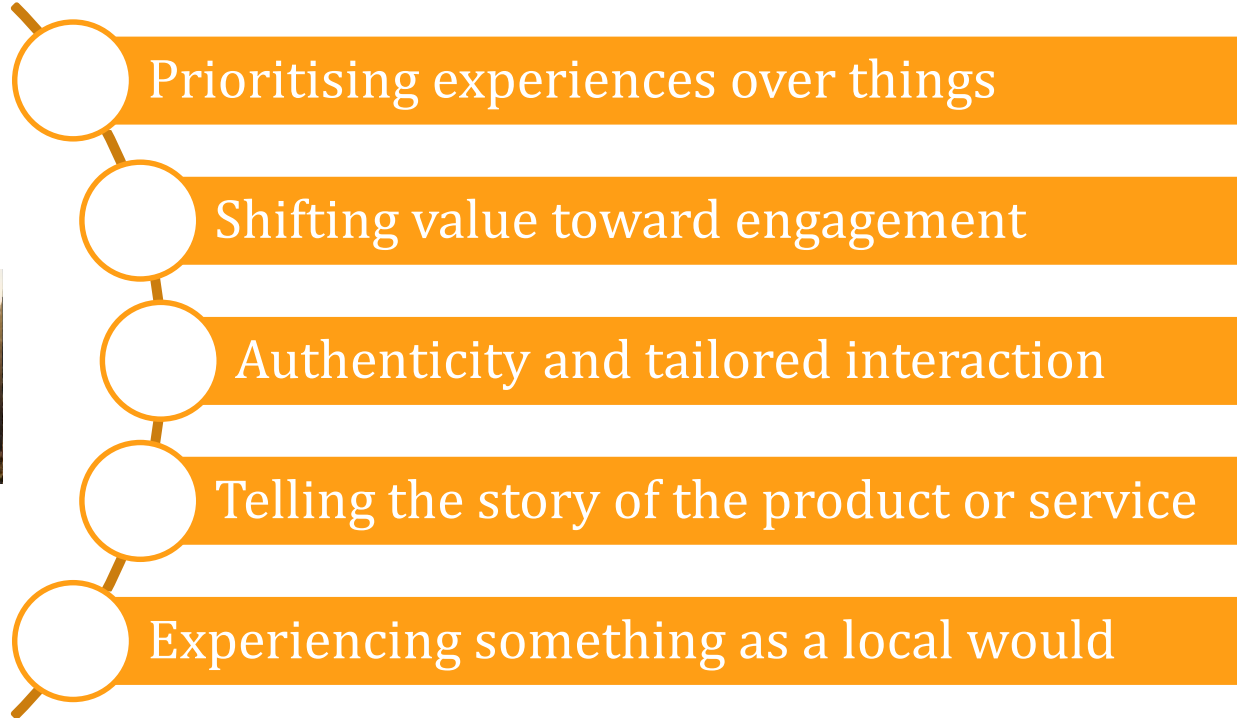 Prioritising experiences over things
Shifting value toward engagement
Authenticity and tailored interaction
Telling the story of the product or service
Experiencing something as a local would